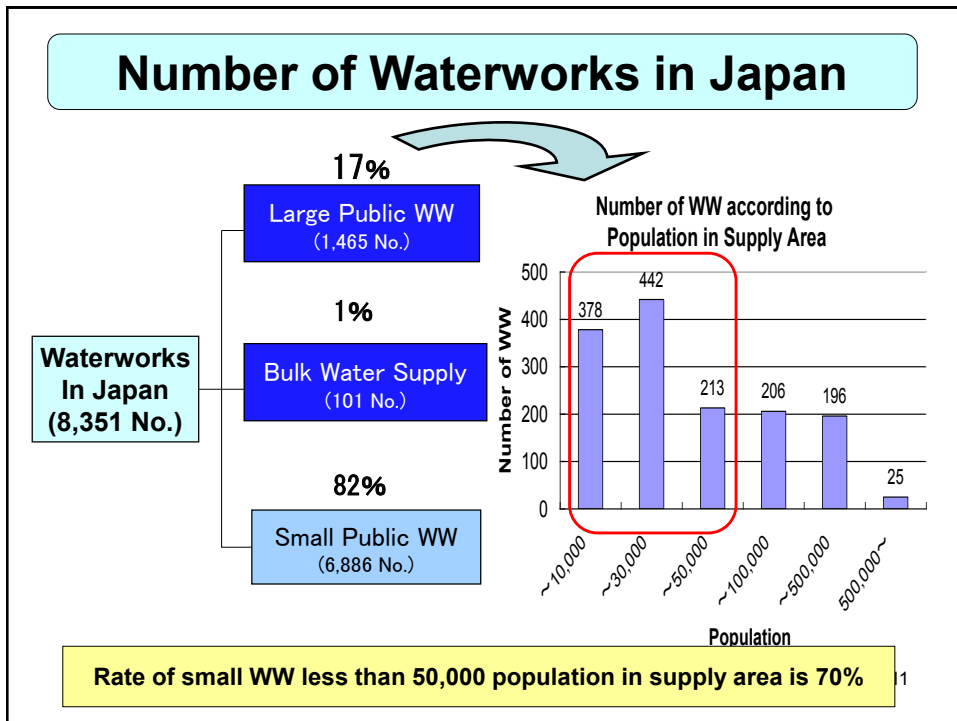 Number of Waterworks in Japan
17%
Large Public WW
(1,465 No.)
1%
Bulk Water Supply
(101 No.)
Waterworks
In Japan
(8,351 No.)
82%
Small Public WW
(6,886 No.)
Number of WW according to
Population in Supply Area
Number of WW
500
400
300
200
100
0
378
442
213
206
196
25
~10,000
~30,000
~50,000
~100,000
~500,000
500,000~
Population
Rate of small WW less than 50,000 population in supply area is 70%